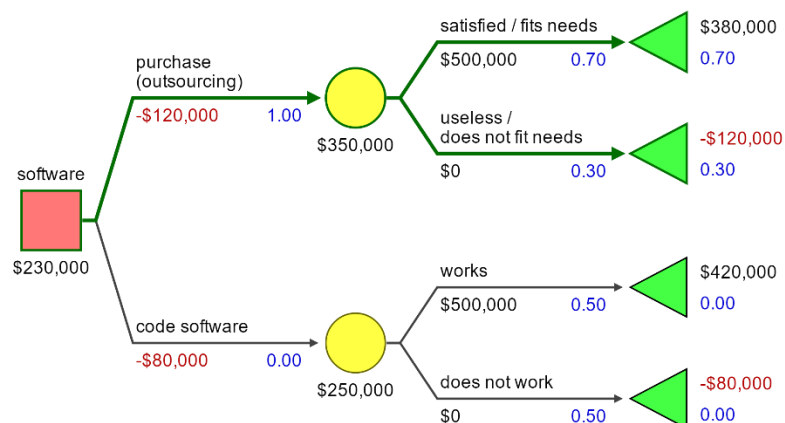 satisfied / fits needs
$500,000 0.70
$380,000
0.70
purchase
(outsourcing)
-$120,000 1.00
$350,000
useless /
does not fit needs
$0 0.30
-$120,000
0.30
software
$230,000
works
$500,000 0.50
$420,000
0.00
code software
-$80,000 0.00
$250,000
does not work
$0 0.50
-$80,000
0.00